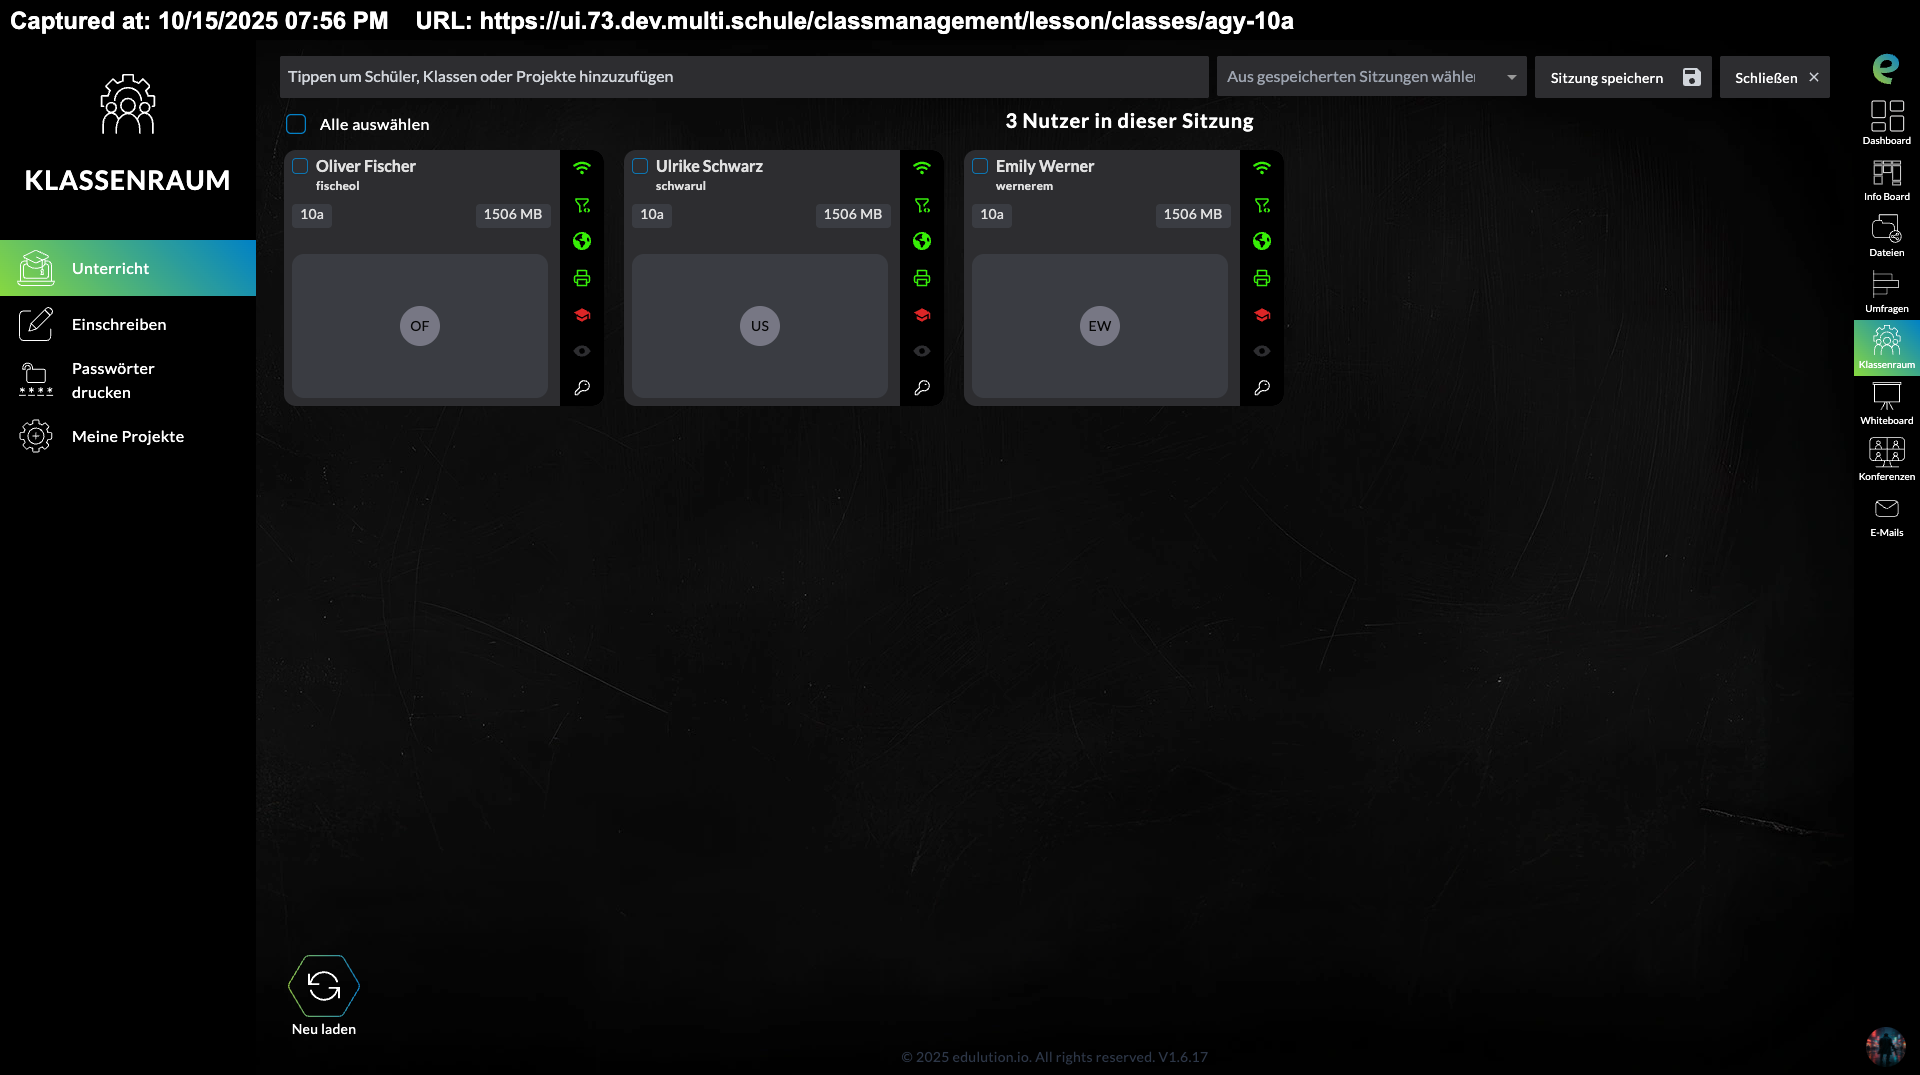 Captured at: 10/15/2025 07:56 PM URL: https://ui.73.dev.multi.schule/classmanagement/lesson/classes/agy-10a
KLASSENRAUM
Unterricht
Einschreiben
Passwörter
drucken
Meine Projekte
Tippen um Schüler, Klassen oder Projekte hinzuzufügen
Aus gespeicherten Sitzungen wähle
Sitzung speichern
Schließen
Alle auswählen
3 Nutzer in dieser Sitzung
Oliver Fischer
fischeol
10a 1506 MB
OF
Ulrike Schwarz
schwarul
10a 1506 MB
US
Emily Werner
wernerem
10a 1506 MB
EW
Neu laden
© 2025 edulution.io. All rights reserved. V1.6.17
Dashboard
Info Board
Dateien
Umfragen
Klassenraum
Whiteboard
Konferenzen
E-Mails